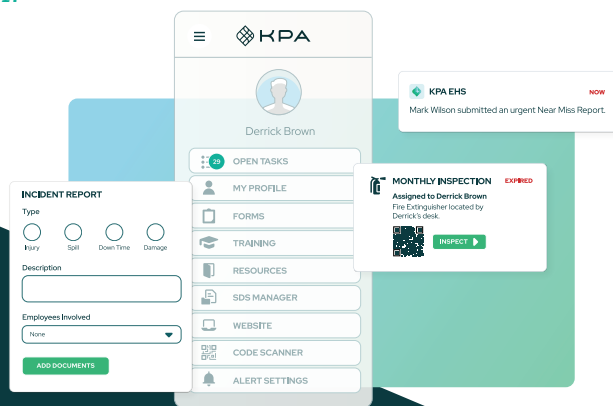 KPA
Derrick Brown
29 OPEN TASKS
MY PROFILE
FORMS
TRAINING
RESOURCES
SDS MANAGER
WEBSITE
CODE SCANNER
ALERT SETTINGS
INCIDENT REPORT
Type
Injury Spill Down Time Damage
Description
Employees Involved
None
ADD DOCUMENTS
KPA EHS NOW
Mark Wilson submitted an urgent Near Miss Report.
MONTHLY INSPECTION EXPIRED
Assigned to Derrick Brown
Fire Extinguisher located by
Derrick's desk.
INSPECT